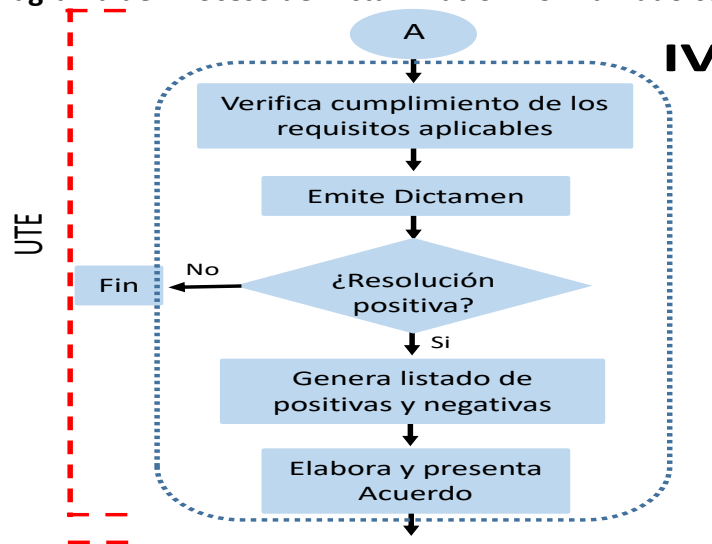 A
IV
Verifica cumplimiento de los
requisitos aplicables
Emite Dictamen
UTE
¿Resolución
positiva?
No
Fin
Si
Genera listado de
positivas y negativas
Elabora y presenta
Acuerdo